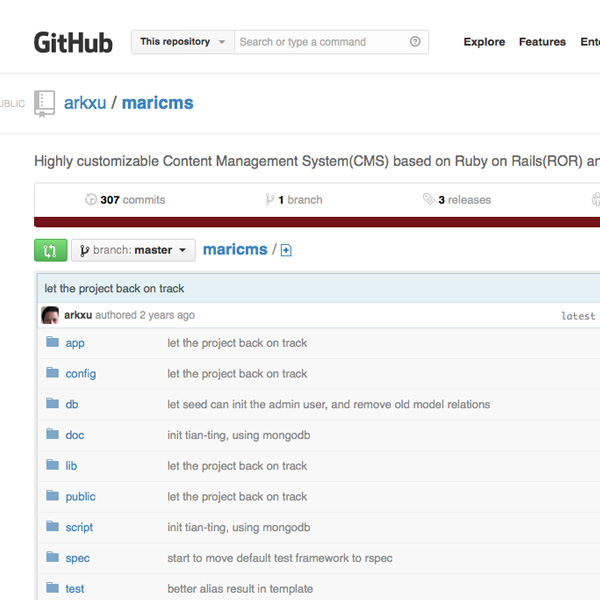 GitHub This repository Search or type a command Explore Features Ente
UBLIC arkxu / maricms
Highly customizable Content Management System(CMS) based on Ruby on Rails(ROR) an
307 commits 1 branch 3 releases
branch: master maricms /
let the project back on track
arkxu authored 2 years ago latest
app let the project back on track
config let the project back on track
db let seed can init the admin user, and remove old model relations
doc init tian-ting, using mongodb
lib let the project back on track
public let the project back on track
script init tian-ting, using mongodb
spec start to move default test framework to rspec
test better alias result in template